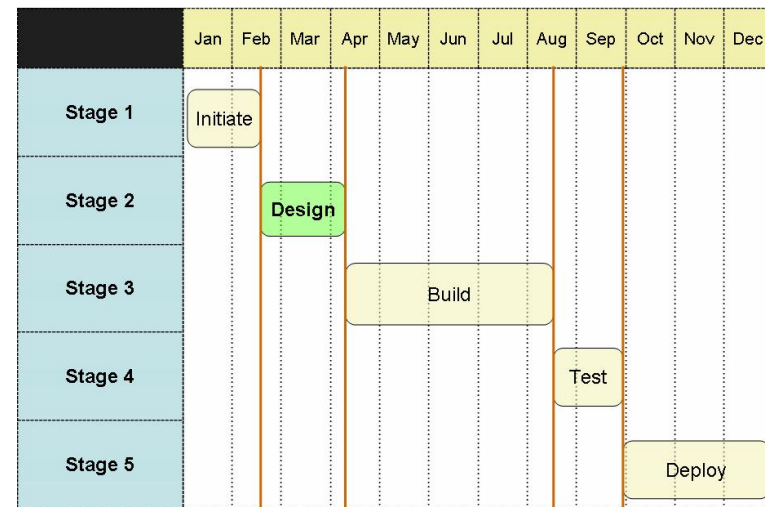 Jan Feb Mar Apr May Jun Jul Aug Sep Oct Nov Dec
Stage 1 Initiate
Stage 2 Design
Stage 3 Build
Stage 4 Test
Stage 5 Deploy